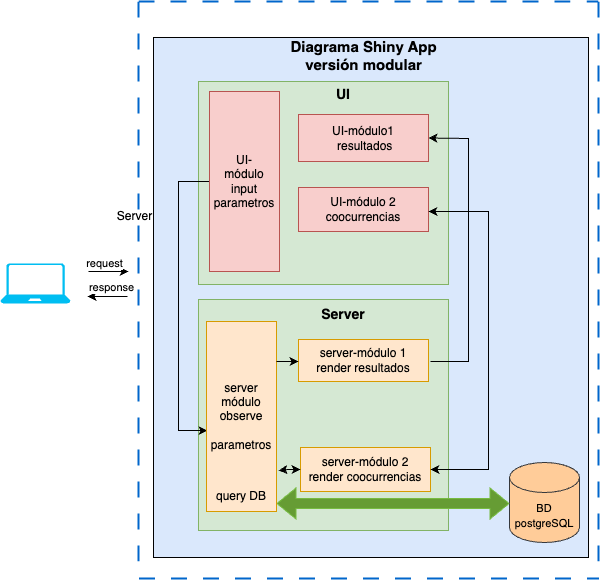 Diagrama Shiny App
versión modular
UI
UI-
módulo
input
parametros
UI-módulo1
resultados
UI-módulo 2
coocurrencias
Server
request
response
Server
server
módulo
observe
parametros
query DB
server-módulo 1
render resultados
server-módulo 2
render coocurrencias
BD
postgreSQL